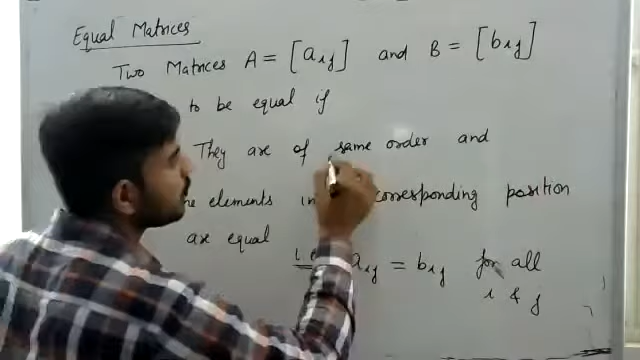 Equal Matrices
Two Matrices A = [aij] and B = [bij]
to be equal if
They are of same order and
elements in corresponding position
are equal
i.e. aij = bij for all
i & j